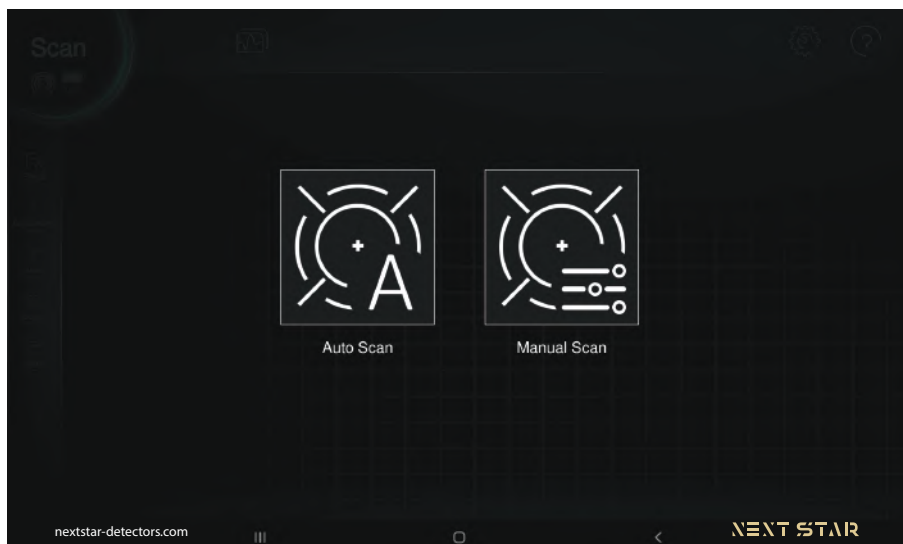 Scan
A
Auto Scan
Manual Scan
nextstar-detectors.com
NEXT STAR